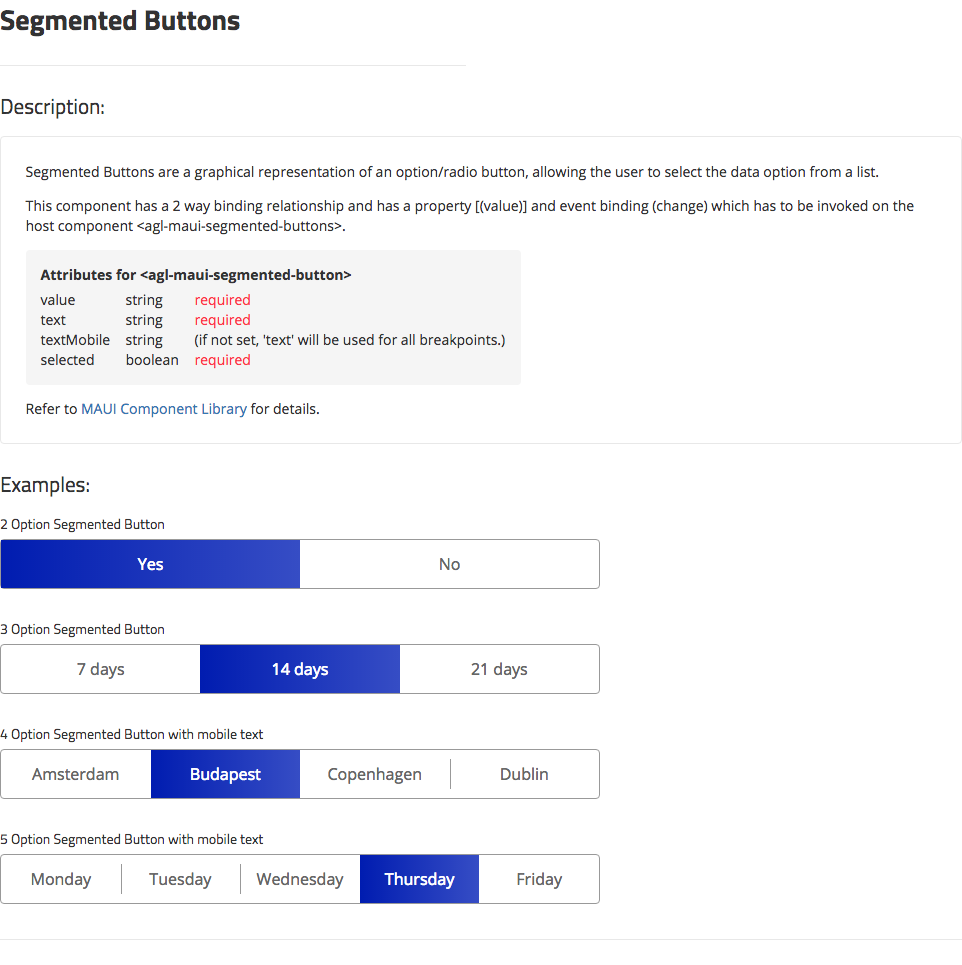 Segmented Buttons
Description:
Segmented Buttons are a graphical representation of an option/radio button, allowing the user to select the data option from a list.
This component has a 2 way binding relationship and has a property [(value)] and event binding (change) which has to be invoked on the
host component <agl-maui-segmented-buttons>.
Attributes for <agl-maui-segmented-button>
value string required
text string required
textMobile string (if not set, 'text' will be used for all breakpoints.)
selected boolean required
Refer to MAUI Component Library for details.
Examples:
2 Option Segmented Button
Yes No
3 Option Segmented Button
7 days 14 days 21 days
4 Option Segmented Button with mobile text
Amsterdam Budapest Copenhagen Dublin
5 Option Segmented Button with mobile text
Monday Tuesday Wednesday Thursday Friday